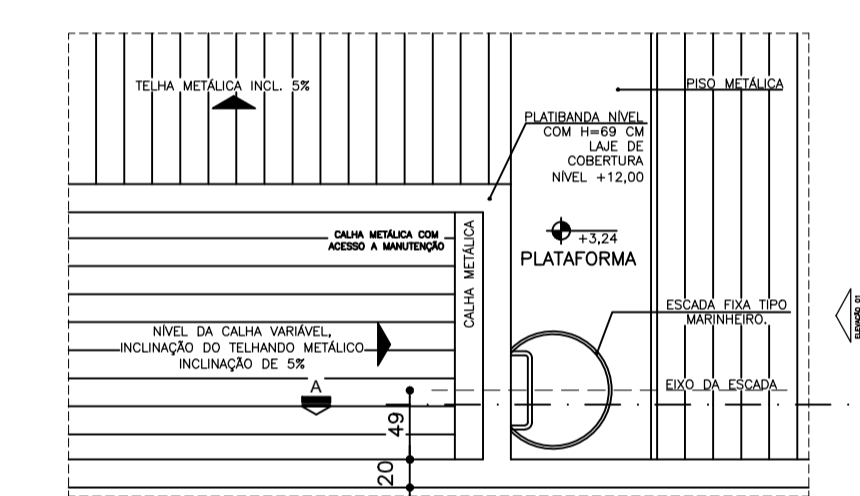 TELHA METÁLICA INCL. 5%
PISO METÁLICA
PLATIBANDA NÍVEL
COM H=69 CM
LAJE DE
COBERTURA
NÍVEL +12,00
CALHA METÁLICA COM
ACESSO A MANUTENÇÃO
CALHA METÁLICA
+3,24
PLATAFORMA
ESCADA FIXA TIPO
MARINHEIRO.
ELEVAÇÃO 01
NÍVEL DA CALHA VARIÁVEL,
INCLINAÇÃO DO TELHANDO METÁLICO
INCLINAÇÃO DE 5%
A
EIXO DA ESCADA
49
20